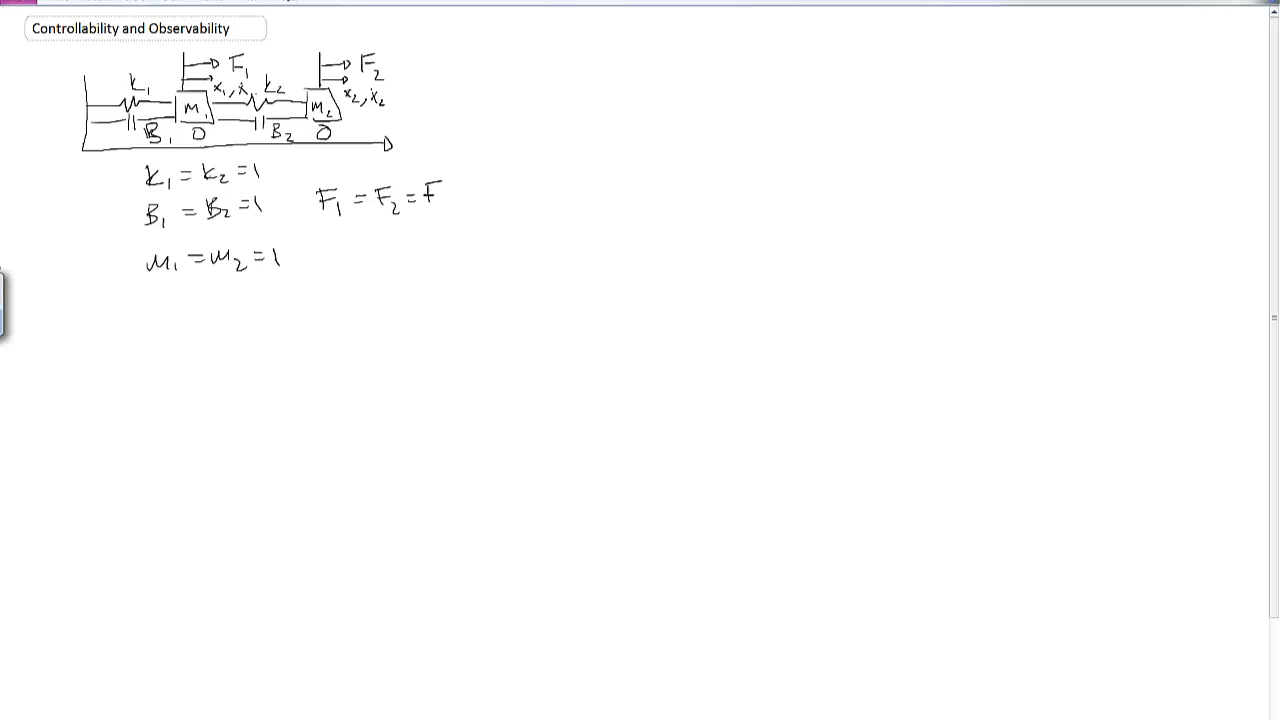 Controllability and Observability
F₁ F₂
K₁ x₁, ẋ₁ K₂ x₂, ẋ₂
M₁ M₂
B₁ B₂
K₁ = K₂ = 1
B₁ = B₂ = 1 F₁ = F₂ = F
M₁ = M₂ = 1